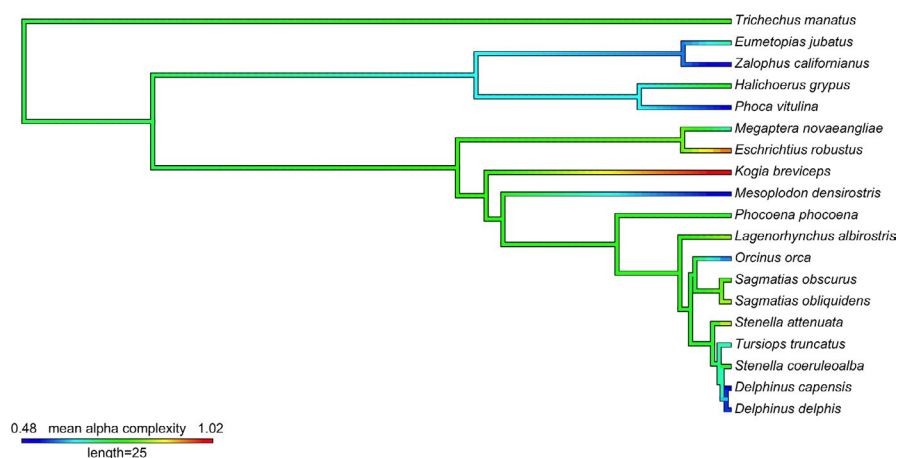 Trichechus manatus
Eumetopias jubatus
Zalophus californianus
Halichoerus grypus
Phoca vitulina
Megaptera novaeangliae
Eschrichtius robustus
Kogia breviceps
Mesoplodon densirostris
Phocoena phocoena
Lagenorhynchus albirostris
Orcinus orca
Sagmatias obscurus
Sagmatias obliquidens
Stenella attenuata
Tursiops truncatus
Stenella coeruleoalba
Delphinus capensis
Delphinus delphis
0.48 mean alpha complexity 1.02
length=25